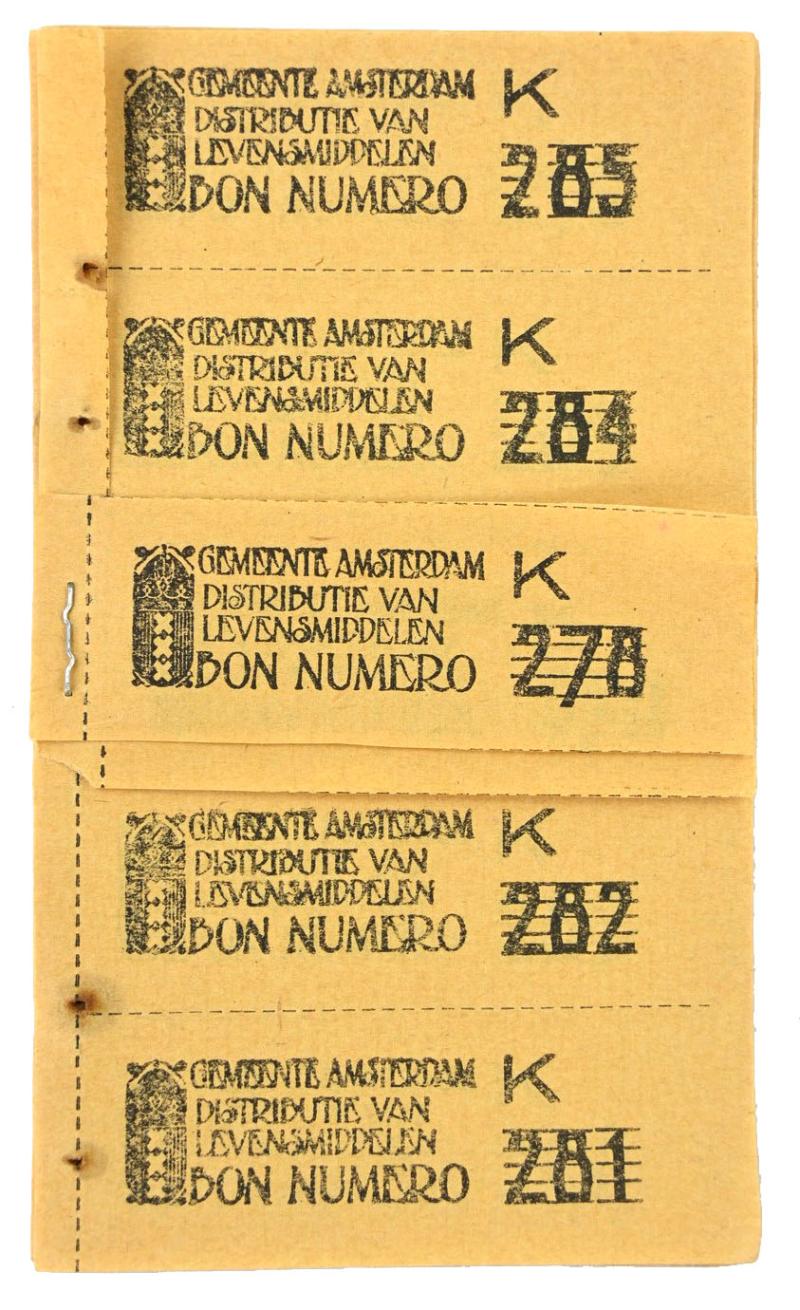 GEMEENTE AMSTERDAM K
DISTRIBUTIE VAN
LEVENSMIDDELEN
BON NUMERO 285
GEMEENTE AMSTERDAM K
DISTRIBUTIE VAN
LEVENSMIDDELEN
BON NUMERO 284
GEMEENTE AMSTERDAM K
DISTRIBUTIE VAN
LEVENSMIDDELEN
BON NUMERO 278
GEMEENTE AMSTERDAM K
DISTRIBUTIE VAN
LEVENSMIDDELEN
BON NUMERO 282
GEMEENTE AMSTERDAM K
DISTRIBUTIE VAN
LEVENSMIDDELEN
BON NUMERO 281